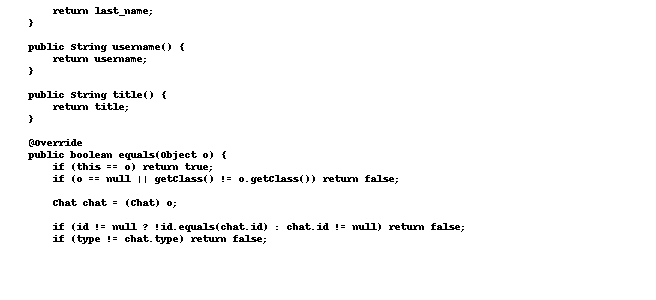 return last_name;
}
public String username() {
return username;
}
public String title() {
return title;
}
@Override
public boolean equals(Object o) {
if (this == o) return true;
if (o == null || getClass() != o.getClass()) return false;
Chat chat = (Chat) o;
if (id != null ? !id.equals(chat.id) : chat.id != null) return false;
if (type != chat.type) return false;